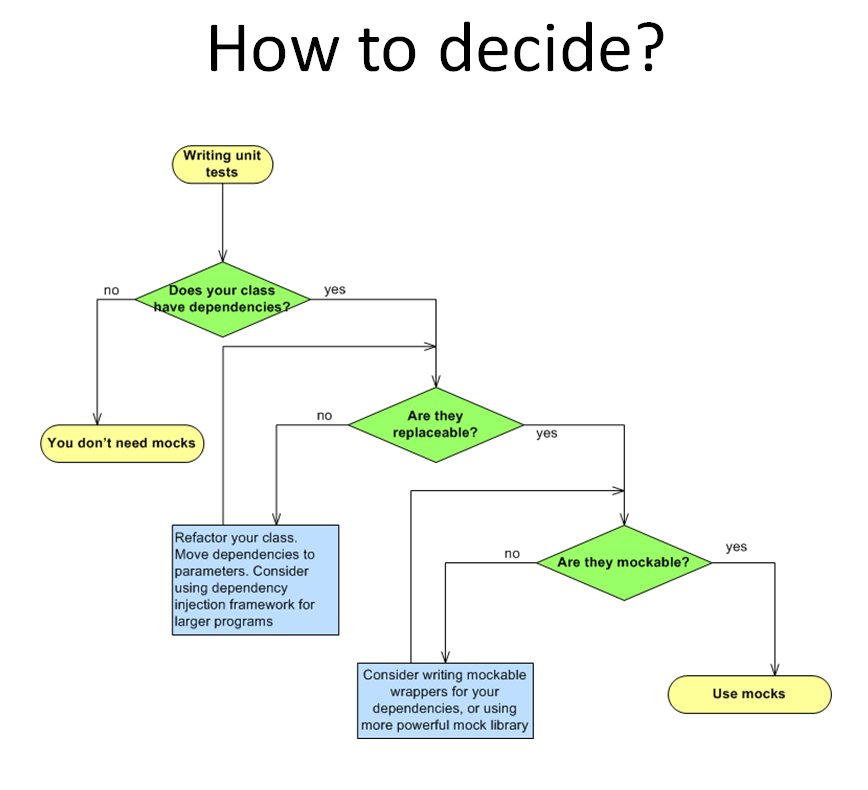 How to decide?
Writing unit
tests
Does your class
have dependencies?
no
yes
You don't need mocks
Are they
replaceable?
no
yes
Refactor your class.
Move dependencies to
parameters. Consider
using dependency
injection framework for
larger programs
Are they mockable?
no
yes
Consider writing mockable
wrappers for your
dependencies, or using
more powerful mock library
Use mocks